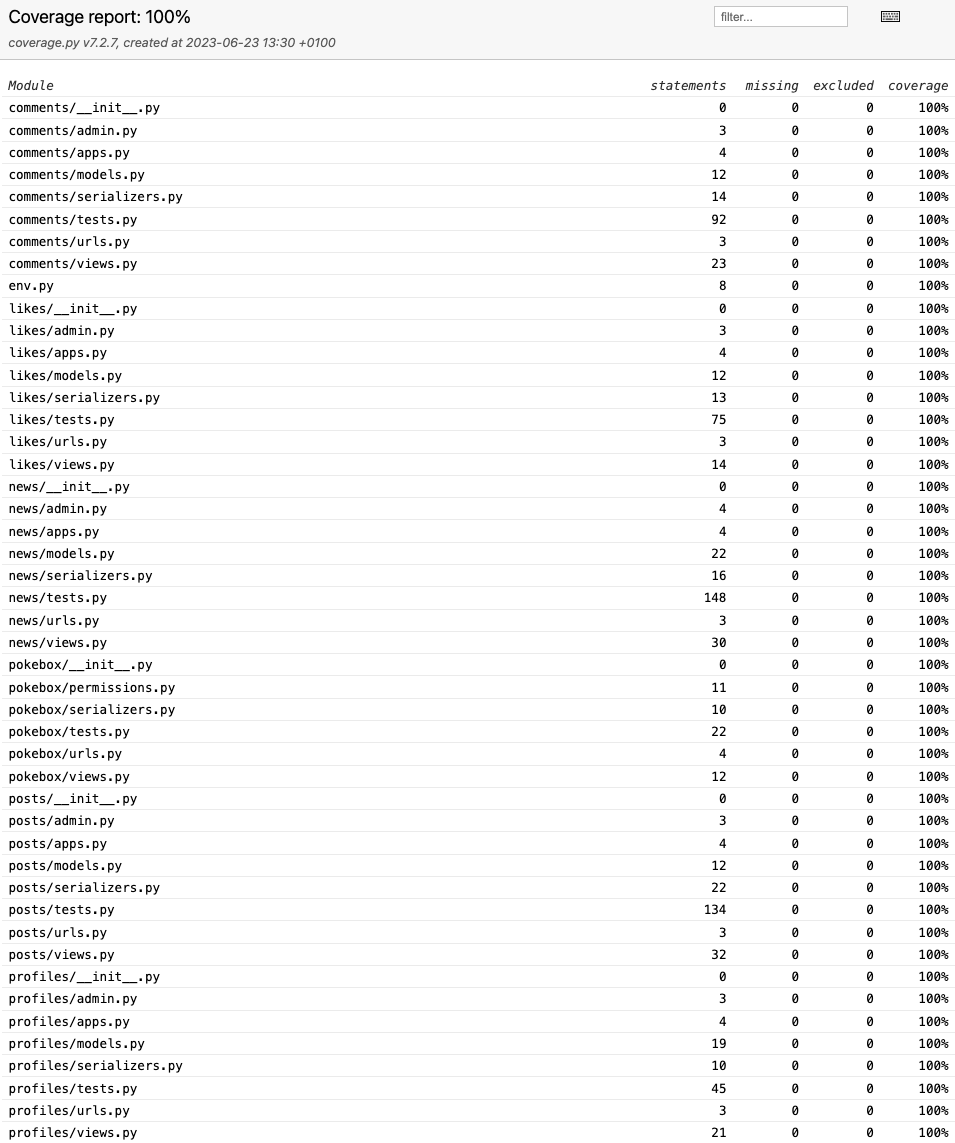 Coverage report: 100%
filter...
coverage.py v7.2.7, created at 2023-06-23 13:30 +0100
Module statements missing excluded coverage
comments/__init__.py 0 0 0 100%
comments/admin.py 3 0 0 100%
comments/apps.py 4 0 0 100%
comments/models.py 12 0 0 100%
comments/serializers.py 14 0 0 100%
comments/tests.py 92 0 0 100%
comments/urls.py 3 0 0 100%
comments/views.py 23 0 0 100%
env.py 8 0 0 100%
likes/__init__.py 0 0 0 100%
likes/admin.py 3 0 0 100%
likes/apps.py 4 0 0 100%
likes/models.py 12 0 0 100%
likes/serializers.py 13 0 0 100%
likes/tests.py 75 0 0 100%
likes/urls.py 3 0 0 100%
likes/views.py 14 0 0 100%
news/__init__.py 0 0 0 100%
news/admin.py 4 0 0 100%
news/apps.py 4 0 0 100%
news/models.py 22 0 0 100%
news/serializers.py 16 0 0 100%
news/tests.py 148 0 0 100%
news/urls.py 3 0 0 100%
news/views.py 30 0 0 100%
pokebox/__init__.py 0 0 0 100%
pokebox/permissions.py 11 0 0 100%
pokebox/serializers.py 10 0 0 100%
pokebox/tests.py 22 0 0 100%
pokebox/urls.py 4 0 0 100%
pokebox/views.py 12 0 0 100%
posts/__init__.py 0 0 0 100%
posts/admin.py 3 0 0 100%
posts/apps.py 4 0 0 100%
posts/models.py 12 0 0 100%
posts/serializers.py 22 0 0 100%
posts/tests.py 134 0 0 100%
posts/urls.py 3 0 0 100%
posts/views.py 32 0 0 100%
profiles/__init__.py 0 0 0 100%
profiles/admin.py 3 0 0 100%
profiles/apps.py 4 0 0 100%
profiles/models.py 19 0 0 100%
profiles/serializers.py 10 0 0 100%
profiles/tests.py 45 0 0 100%
profiles/urls.py 3 0 0 100%
profiles/views.py 21 0 0 100%